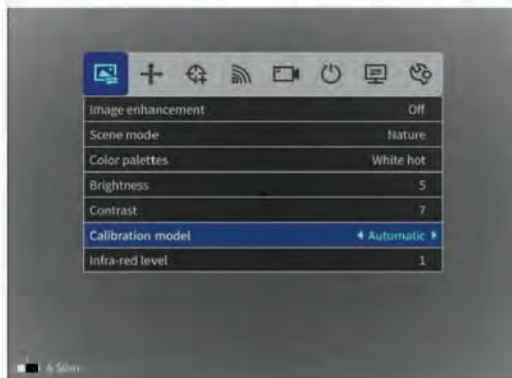 Image enhancement Off
Scene mode Nature
Color palettes White hot
Brightness 5
Contrast 7
Calibration model Automatic
Infra-red level 1
50m